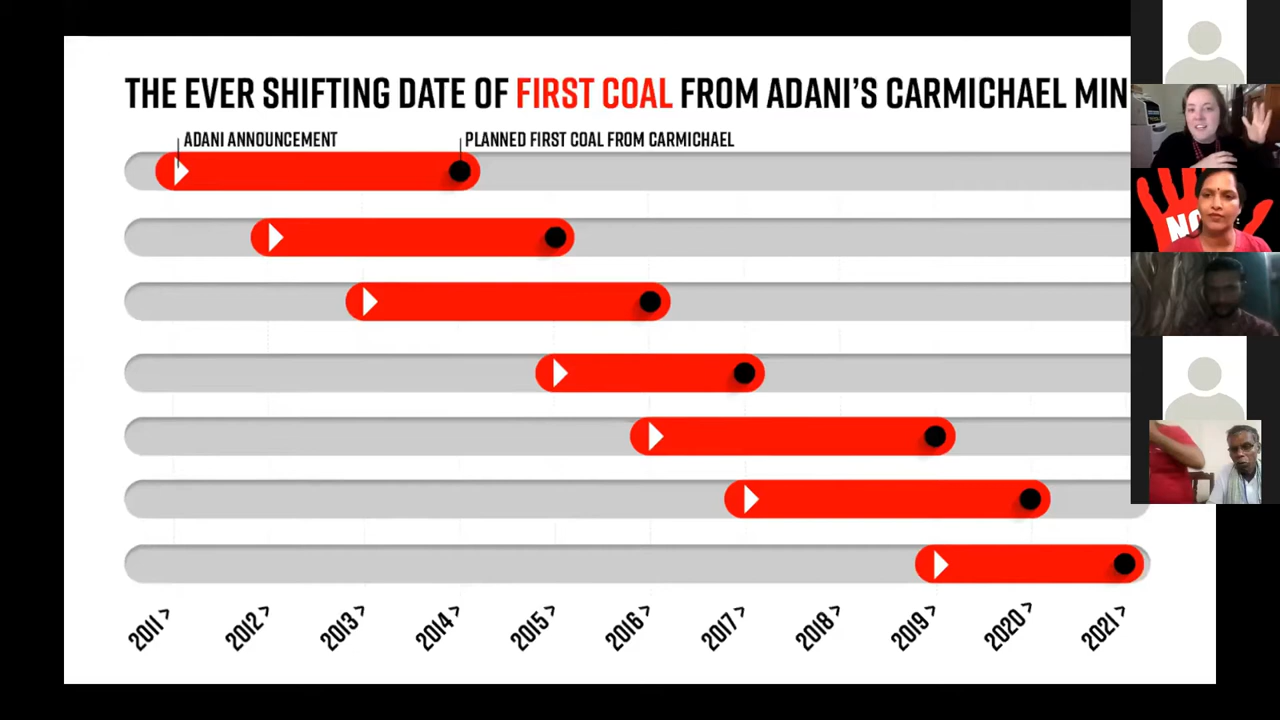 THE EVER SHIFTING DATE OF FIRST COAL FROM ADANI'S CARMICHAEL MIN
ADANI ANNOUNCEMENT
PLANNED FIRST COAL FROM CARMICHAEL
NO
2011 >
2012 >
2013 >
2014 >
2015 >
2016 >
2017 >
2018 >
2019 >
2020 >
2021 >